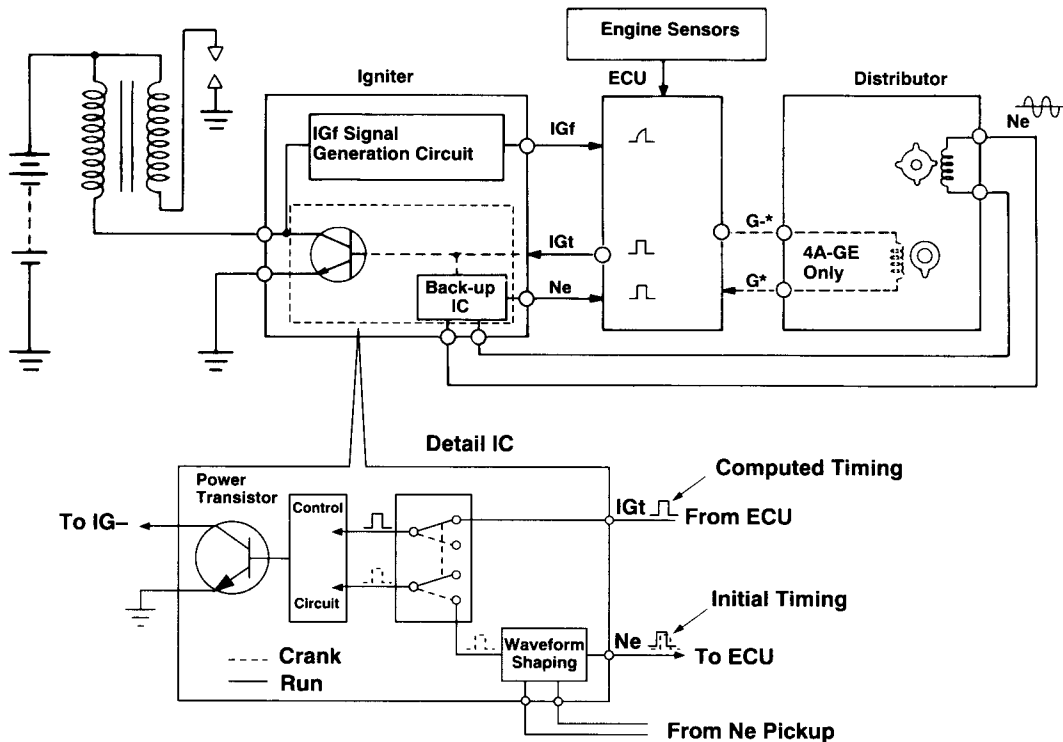 Engine Sensors
Igniter
ECU
Distributor
IGf Signal
Generation Circuit
IGf
Ne
IGt
G-*
4A-GE
Only
Back-up
IC
Ne
G*
Detail IC
Power
Transistor
Computed Timing
To IG–
Control
IGt
From ECU
Circuit
Initial Timing
Waveform
Shaping
Ne
To ECU
Crank
Run
From Ne Pickup